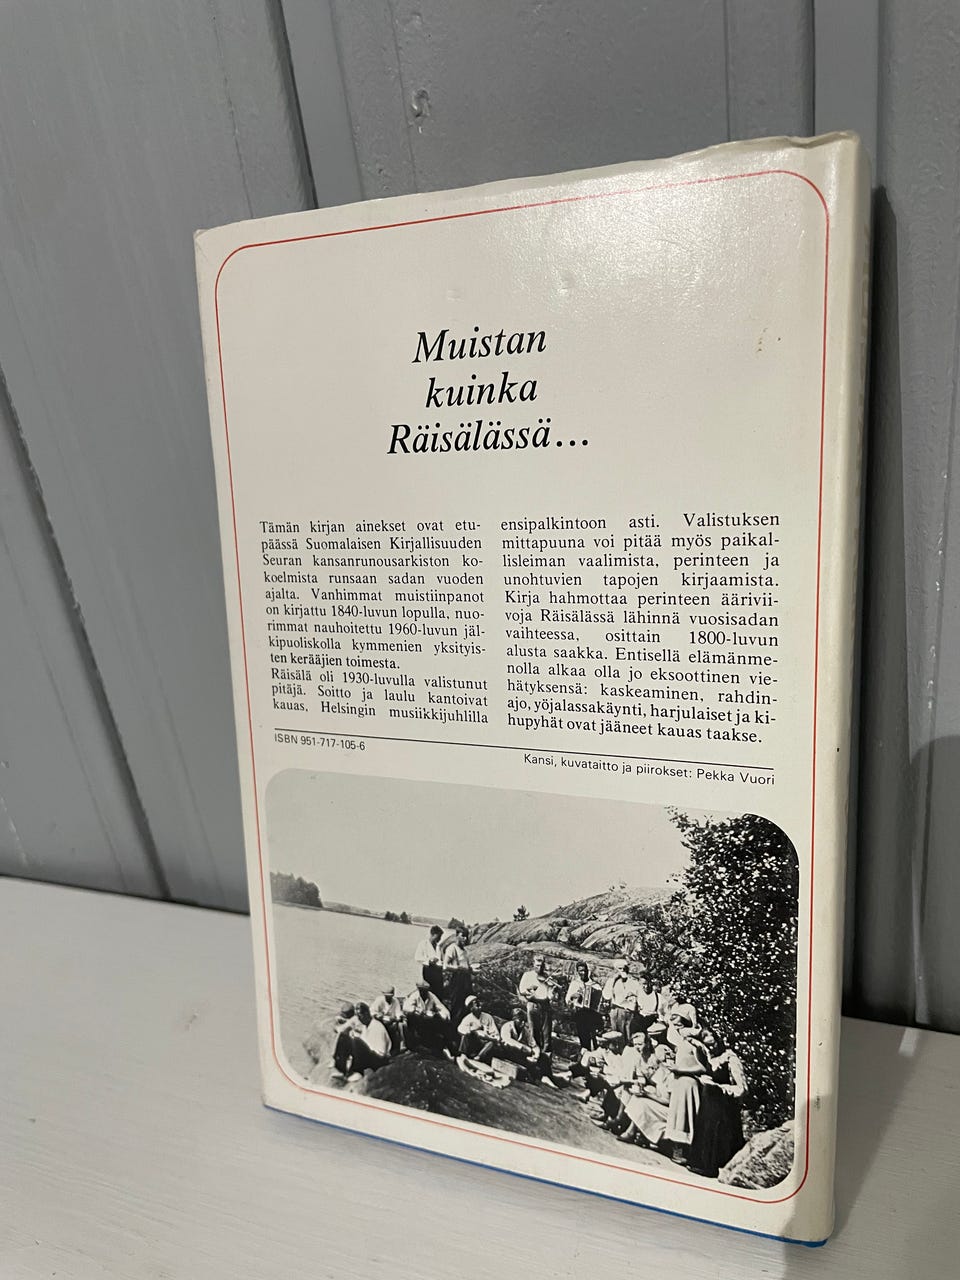 Muistan
kuinka
Räisälässä...
Tämän kirjan ainekset ovat etu-
päässä Suomalaisen Kirjallisuuden
Seuran kansanrunousarkiston ko-
koelmista runsaan sadan vuoden
ajalta. Vanhimmat muistiinpanot
on kirjattu 1840-luvun lopulla, nuo-
rimmat nauhoitettu 1960-luvun jäl-
kipuoliskolla kymmenien yksityis-
ten kerääjien toimesta.
Räisälä oli 1930-luvulla valistunut
pitäjä. Soitto ja laulu kantoivat
kauas, Helsingin musiikkijuhlilla
ensipalkintoon asti. Valistuksen
mittapuuna voi pitää myös paikal-
lisleiman vaalimista, perinteen ja
unohtuvien tapojen kirjaamista.
Kirja hahmottaa perinteen äärivii-
voja Räisälässä lähinnä vuosisadan
vaihteessa, osittain 1800-luvun
alusta saakka. Entisellä elämänme-
nolla alkaa olla jo eksoottinen vie-
hätyksensä: kaskeaminen, rahdin-
ajo, yöjalassakäynti, harjulaiset ja ki-
hupyhät ovat jääneet kauas taakse.
ISBN 951-717-105-6
Kansi, kuvataitto ja piirokset: Pekka Vuori